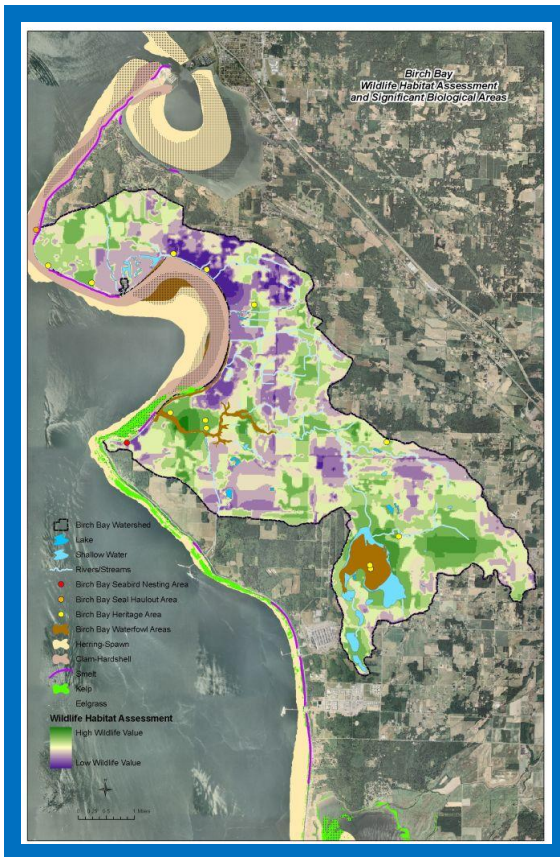 Birch Bay
Wildlife Habitat Assessment
and Significant Biological Areas
Birch Bay Watershed
Lake
Shallow Water
Rivers/Streams
Birch Bay Seabird Nesting Area
Birch Bay Seal Haulout Area
Birch Bay Heritage Area
Birch Bay Waterfowl Areas
Herring-Spawn
Clam-Hardshell
Smelt
Kelp
Eelgrass
Wildlife Habitat Assessment
High Wildlife Value
Low Wildlife Value
1 Miles